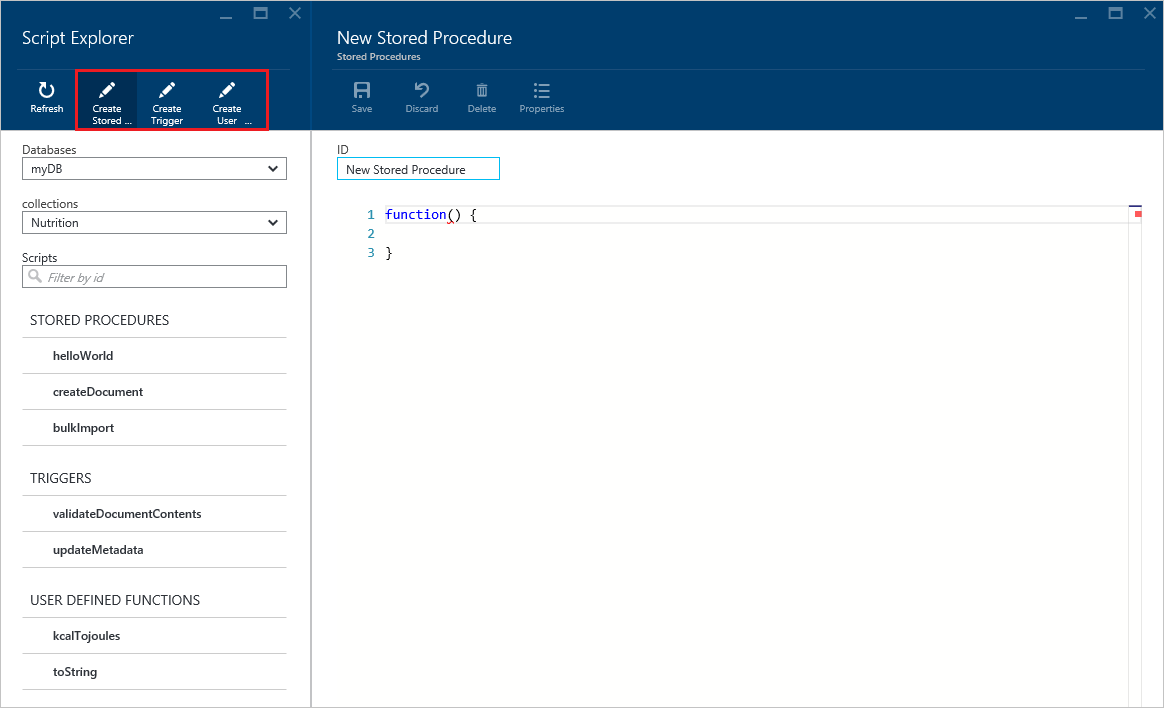 Script Explorer
Refresh
Create
Stored ...
Create
Trigger
Create
User ...
Databases
myDB
collections
Nutrition
Scripts
Filter by id
STORED PROCEDURES
helloWorld
createDocument
bulkImport
TRIGGERS
validateDocumentContents
updateMetadata
USER DEFINED FUNCTIONS
kcalTojoules
toString
New Stored Procedure
Stored Procedures
Save
Discard
Delete
Properties
ID
New Stored Procedure
1 function() {
2
3 }